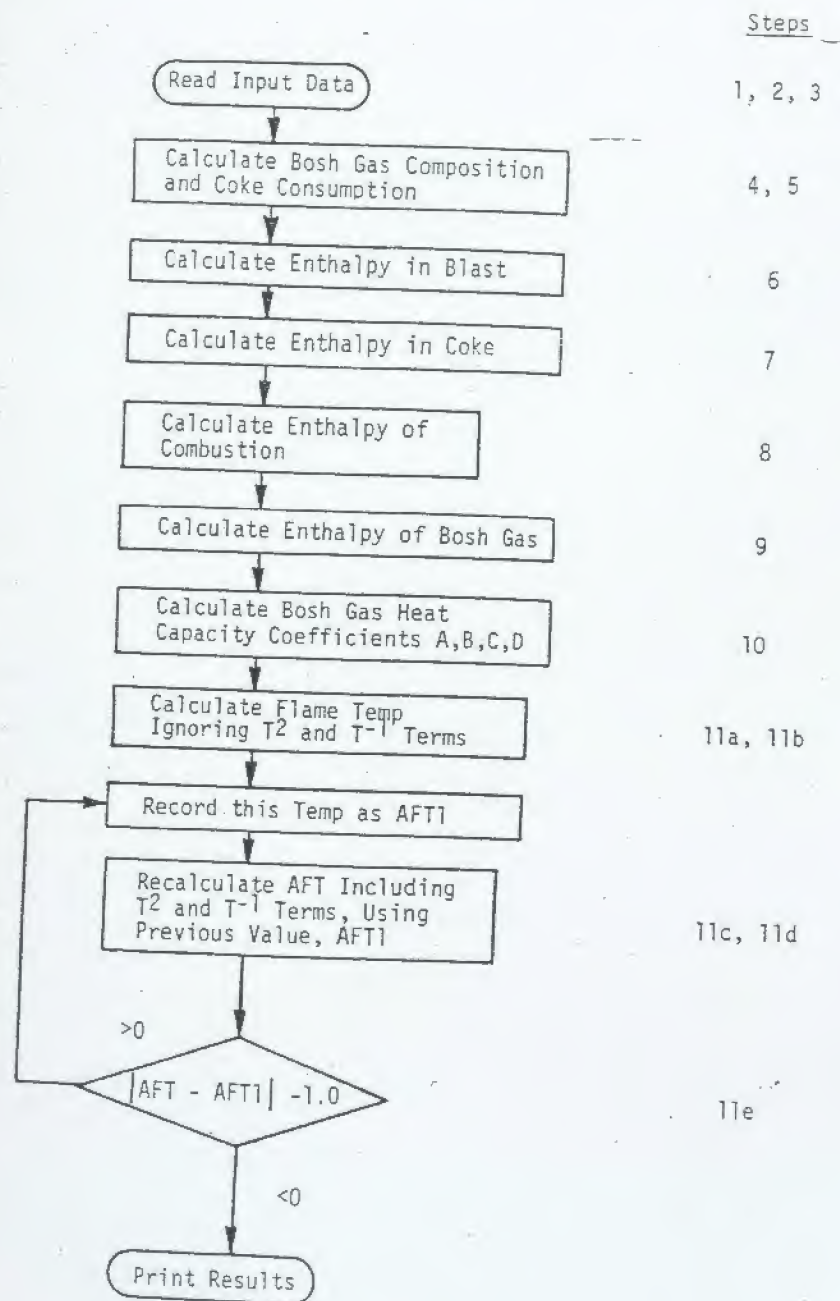 Steps
Read Input Data
1, 2, 3
Calculate Bosh Gas Composition
and Coke Consumption
4, 5
Calculate Enthalpy in Blast
6
Calculate Enthalpy in Coke
7
Calculate Enthalpy of
Combustion
8
Calculate Enthalpy of Bosh Gas
9
Calculate Bosh Gas Heat
Capacity Coefficients A,B,C,D
10
Calculate Flame Temp
Ignoring T² and T⁻¹ Terms
11a, 11b
Record this Temp as AFT1
Recalculate AFT Including
T² and T⁻¹ Terms, Using
Previous Value, AFT1
11c, 11d
>0
|AFT - AFT1| -1.0
11e
<0
Print Results